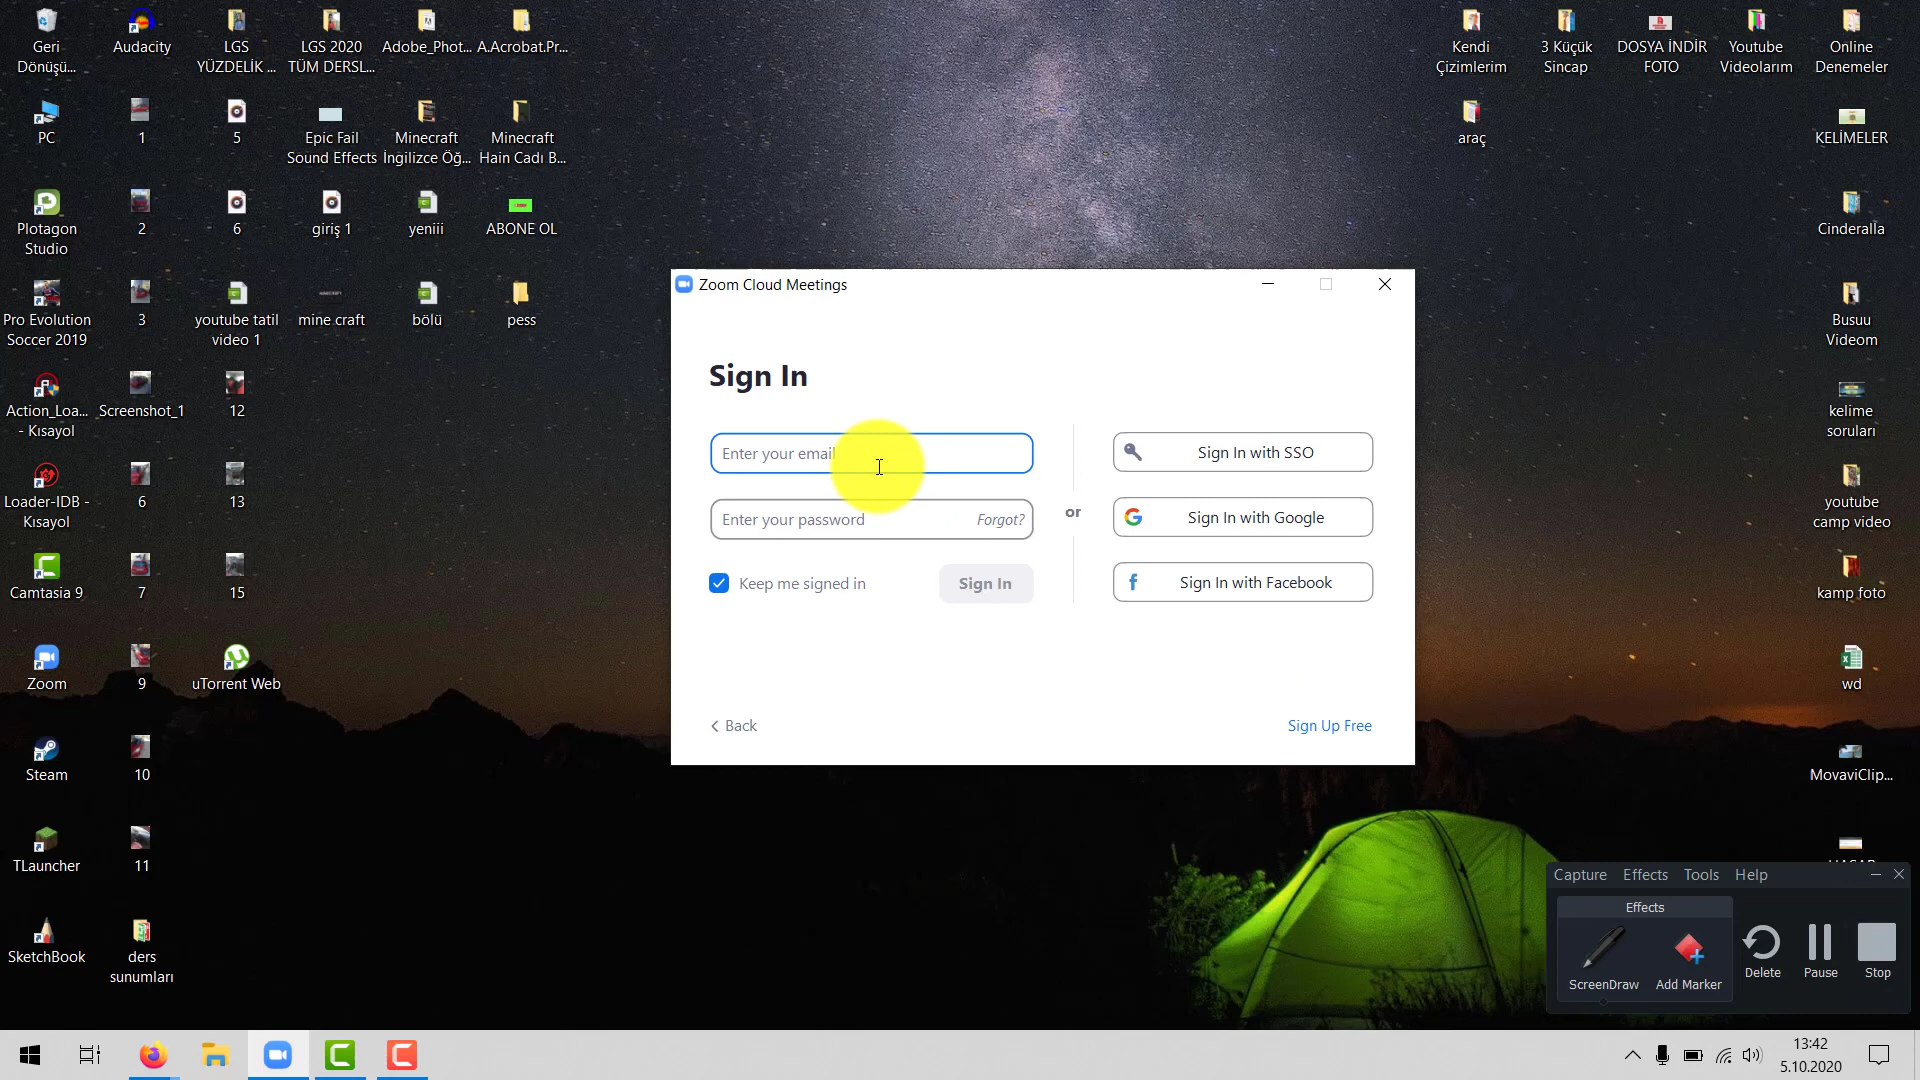 Geri
Dönüşü...
Audacity
LGS
YÜZDELİK ...
LGS 2020
TÜM DERSL...
Adobe_Phot...
A.Acrobat.Pr...
Kendi
Çizimlerim
3 Küçük
Sincap
DOSYA İNDİR
FOTO
Youtube
Videolarım
Online
Denemeler
PC
1
5
Epic Fail
Sound Effects
Minecraft
İngilizce Öğ...
Minecraft
Hain Cadı B...
araç
KELİMELER
Plotagon
Studio
2
6
giriş 1
yeniii
ABONE OL
Cinderalla
Pro Evolution
Soccer 2019
3
youtube tatil
video 1
mine craft
bölü
pess
Busuu
Videom
Action_Loa...
- Kısayol
Screenshot_1
12
kelime
soruları
Loader-IDB -
Kısayol
6
13
youtube
camp video
Camtasia 9
7
15
kamp foto
Zoom
9
uTorrent Web
wd
Steam
10
MovaviClip...
TLauncher
11
SketchBook
ders
sunumları
Zoom Cloud Meetings
Sign In
Enter your email
Enter your password
Forgot?
Keep me signed in
Sign In
or
Sign In with SSO
Sign In with Google
Sign In with Facebook
Back
Sign Up Free
Capture Effects Tools Help
Effects
ScreenDraw
Add Marker
Delete
Pause
Stop
13:42
5.10.2020